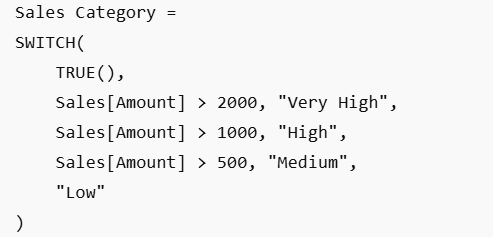 Sales Category =
SWITCH(
    TRUE(),
    Sales[Amount] > 2000, "Very High",
    Sales[Amount] > 1000, "High",
    Sales[Amount] > 500, "Medium",
    "Low"
)